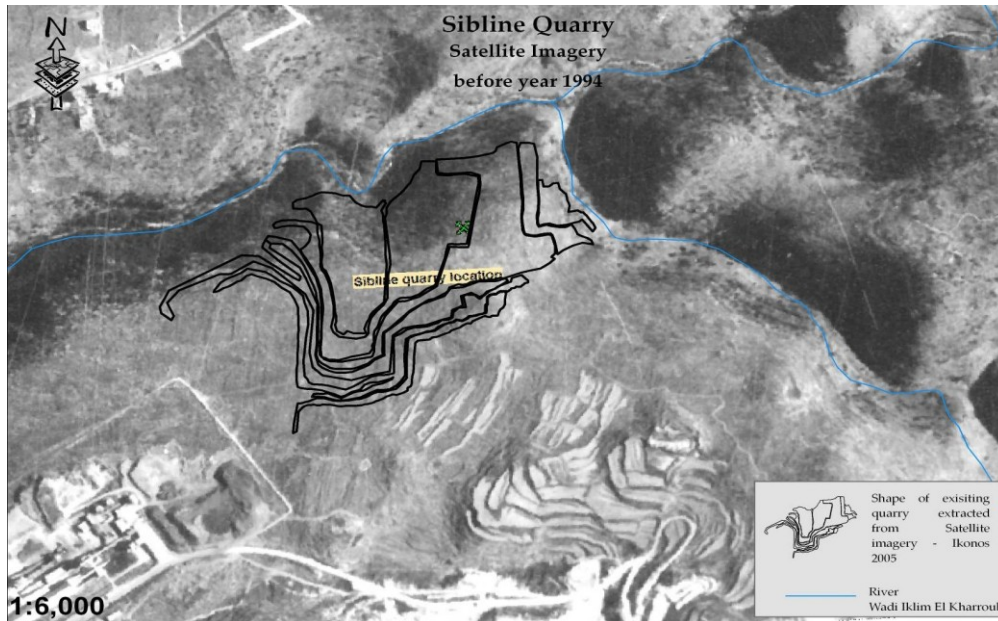 Sibline Quarry
Satellite Imagery
before year 1994
N
Sibline quarry location
Shape of exisiting
quarry extracted
from Satellite
imagery - Ikonos
2005
River
Wadi Iklim El Kharrou
1:6,000